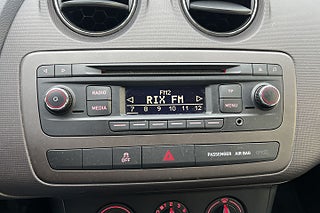 FM2
RADIO
RIX FM
TP
MEDIA
MENU
7 8 9 10 11 12
PASSENGER AIR BAG